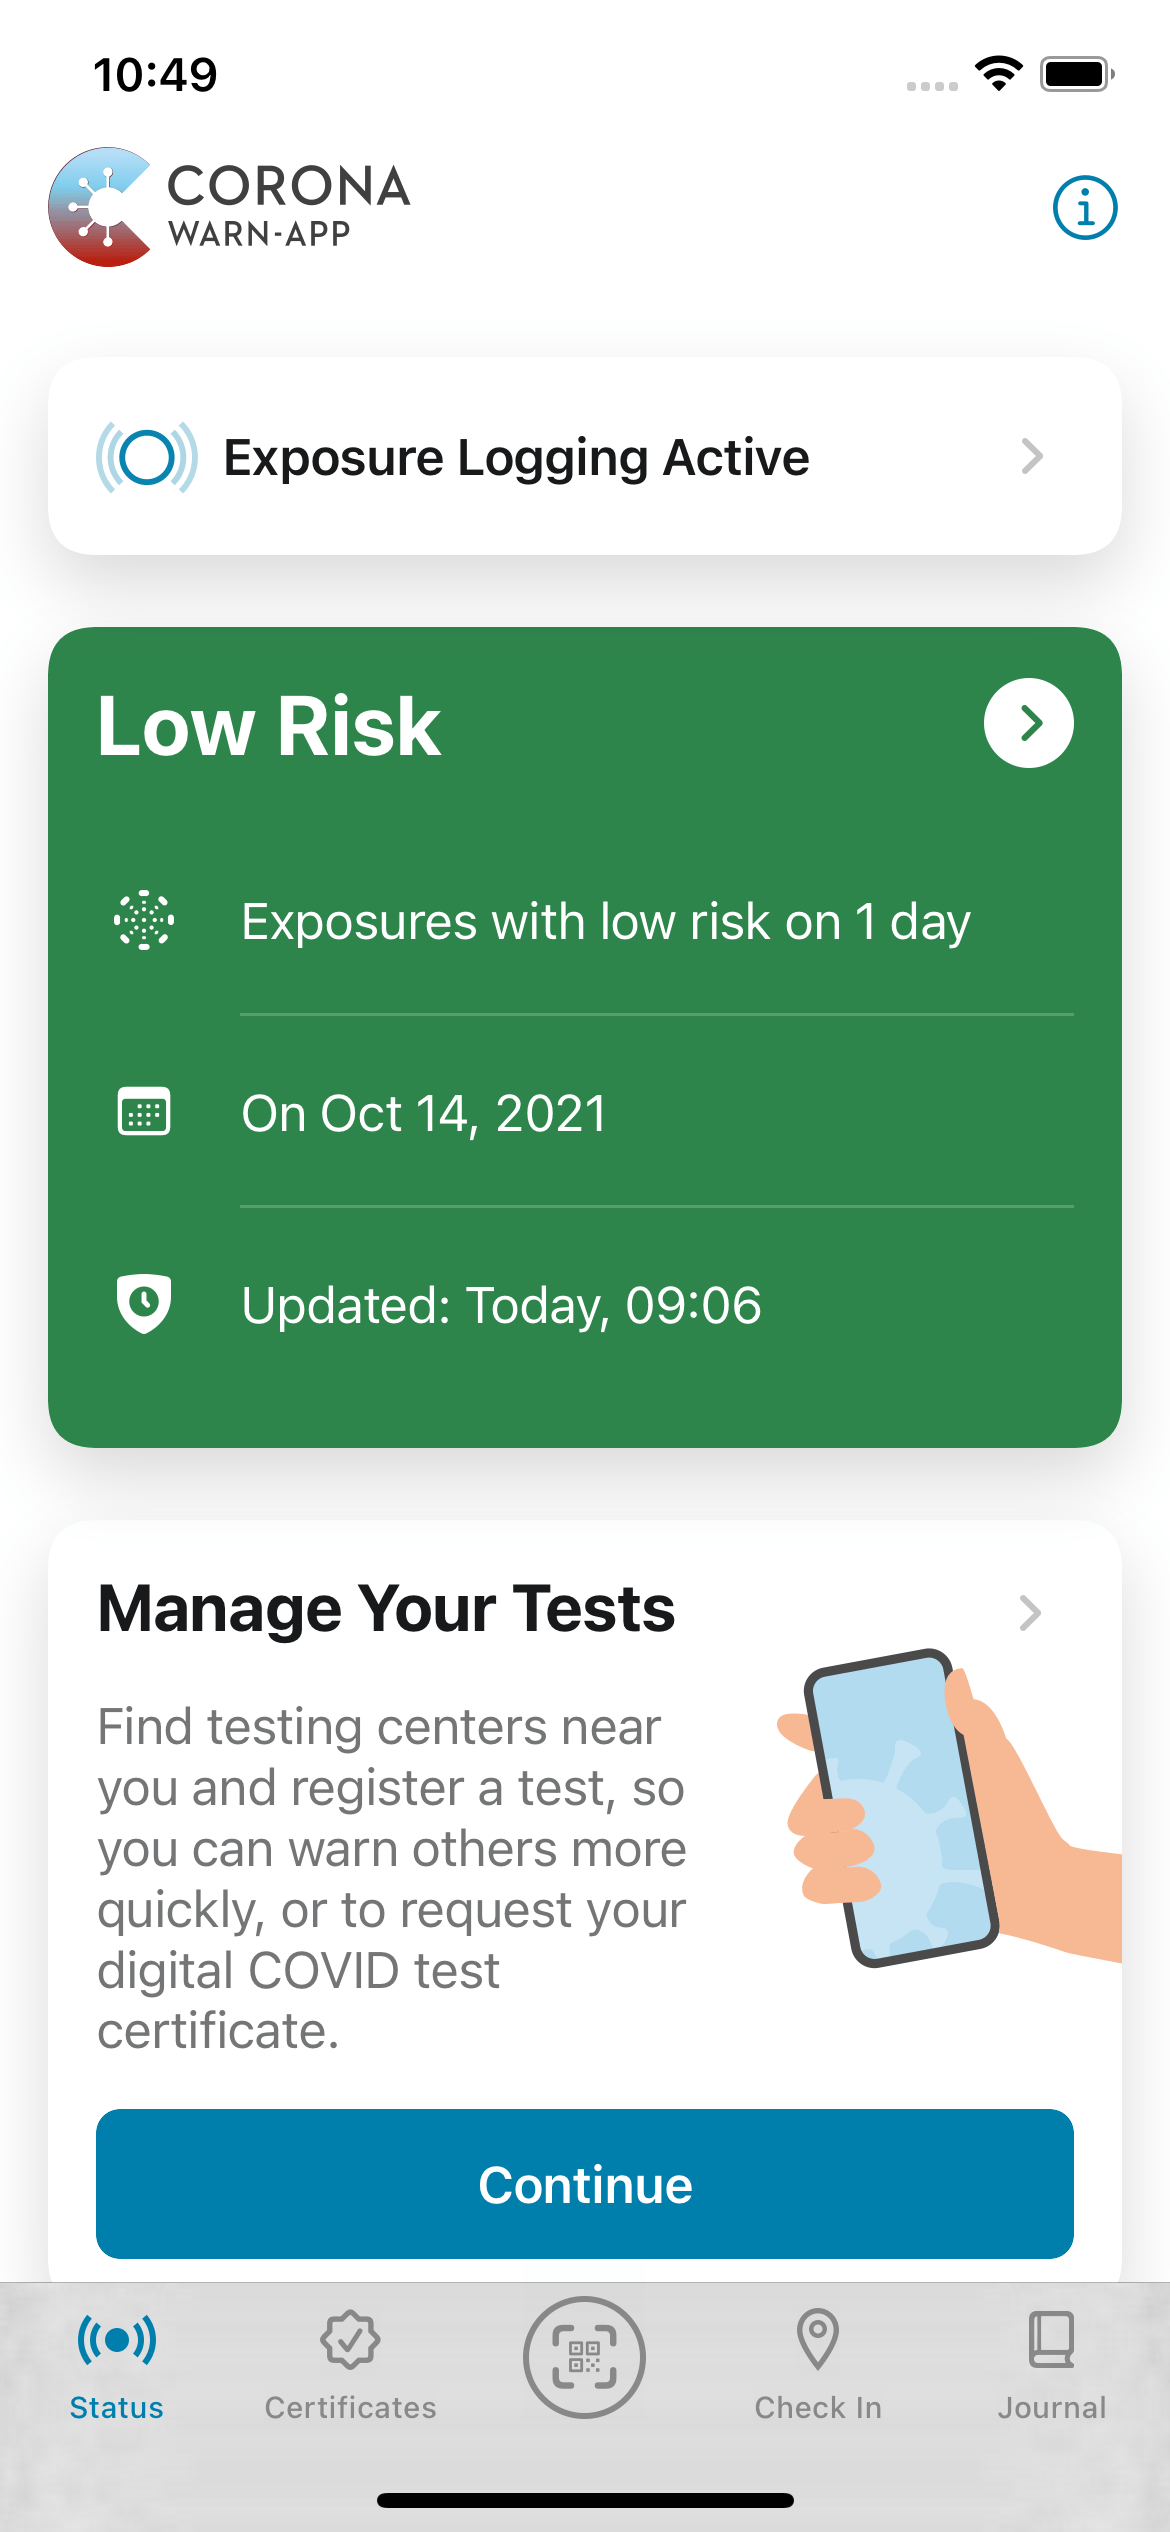 10:49
CORONA
WARN-APP
Exposure Logging Active
Low Risk
Exposures with low risk on 1 day
On Oct 14, 2021
Updated: Today, 09:06
Manage Your Tests
Find testing centers near
you and register a test, so
you can warn others more
quickly, or to request your
digital COVID test
certificate.
Continue
Status
Certificates
Check In
Journal